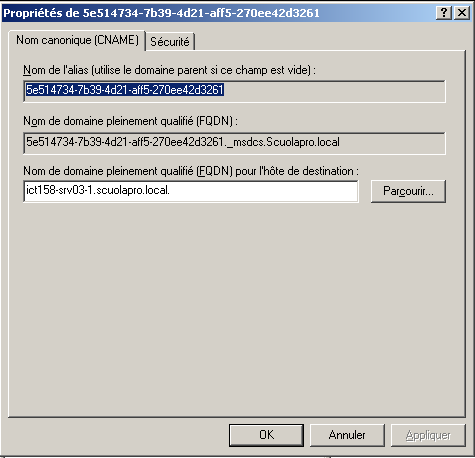 Propriétés de 5e514734-7b39-4d21-aff5-270ee42d3261
Nom canonique (CNAME) Sécurité
Nom de l'alias (utilise le domaine parent si ce champ est vide) :
5e514734-7b39-4d21-aff5-270ee42d3261
Nom de domaine pleinement qualifié (FQDN) :
5e514734-7b39-4d21-aff5-270ee42d3261._msdcs.Scuolapro.local
Nom de domaine pleinement qualifié (FQDN) pour l'hôte de destination :
ict158-srv03-1.scuolapro.local. Parcourir...
OK Annuler Appliquer